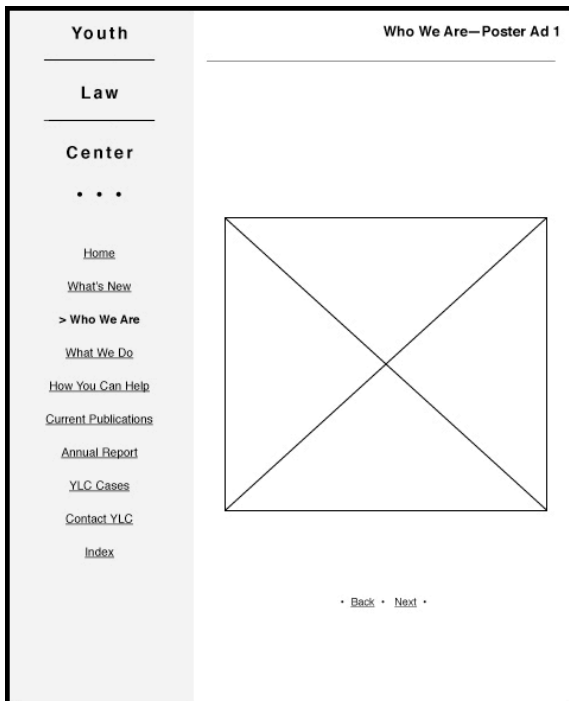 Youth
Law
Center
• • •
Home
What's New
> Who We Are
What We Do
How You Can Help
Current Publications
Annual Report
YLC Cases
Contact YLC
Index
Who We Are—Poster Ad 1
• Back • Next •